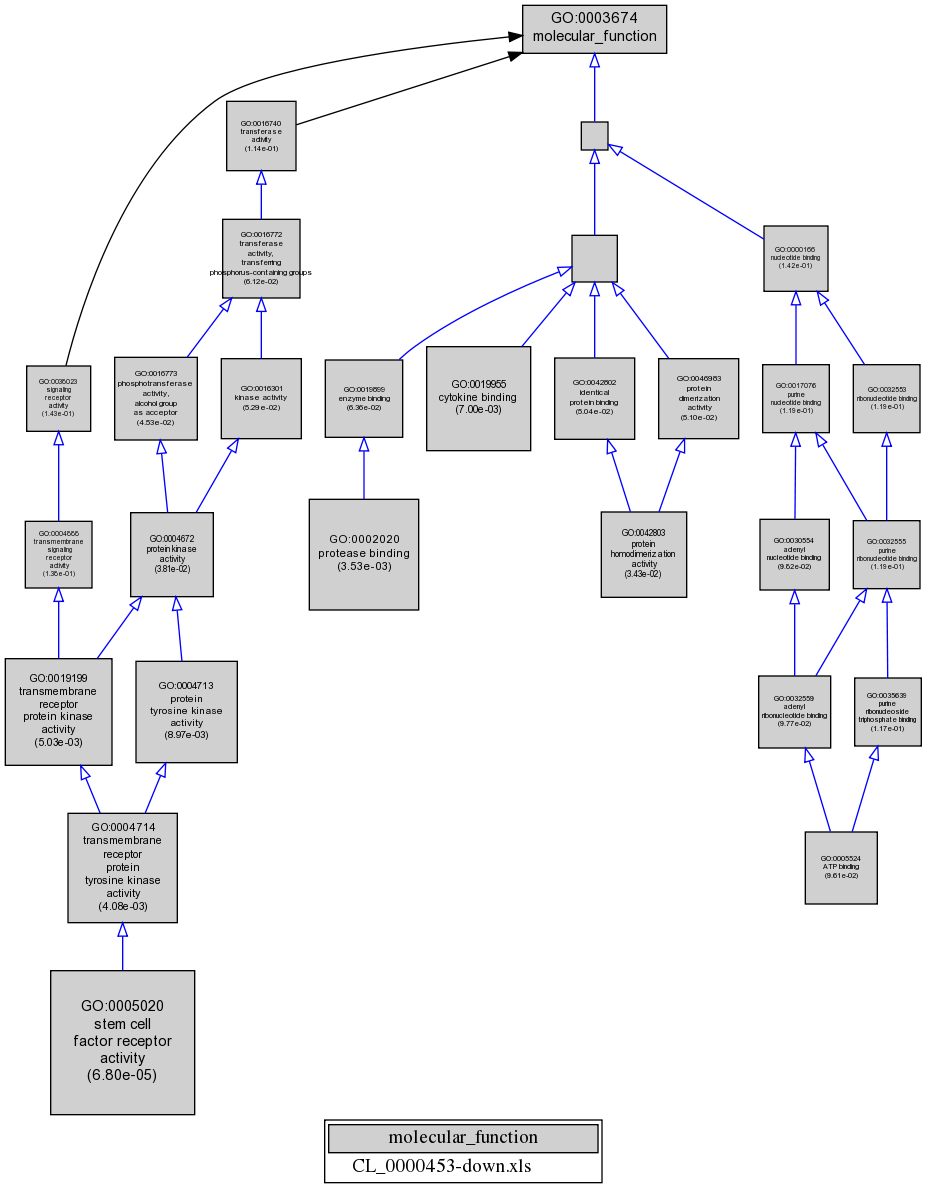 GO:0003674
molecular_function
GO:0016740
transferase
activity
(1.14e-01)
GO:0016772
transferase
activity,
transferring
phosphorus-containing groups
(6.12e-02)
GO:0000166
nucleotide binding
(1.42e-01)
GO:0038023
signaling
receptor
activity
(1.43e-01)
GO:0016773
phosphotransferase
activity,
alcohol group
as acceptor
(4.53e-02)
GO:0016301
kinase activity
(5.29e-02)
GO:0019899
enzyme binding
(6.36e-02)
GO:0019955
cytokine binding
(7.00e-03)
GO:0042802
identical
protein binding
(5.04e-02)
GO:0046983
protein
dimerization
activity
(5.10e-02)
GO:0017076
purine
nucleotide binding
(1.19e-01)
GO:0032553
ribonucleotide binding
(1.19e-01)
GO:0004888
transmembrane
signaling
receptor
activity
(1.36e-01)
GO:0004672
protein kinase
activity
(3.81e-02)
GO:0002020
protease binding
(3.53e-03)
GO:0042803
protein
homodimerization
activity
(3.43e-02)
GO:0030554
adenyl
nucleotide binding
(9.82e-02)
GO:0032555
purine
ribonucleotide binding
(1.19e-01)
GO:0019199
transmembrane
receptor
protein kinase
activity
(5.03e-03)
GO:0004713
protein
tyrosine kinase
activity
(8.97e-03)
GO:0032559
adenyl
ribonucleotide binding
(9.77e-02)
GO:0035639
purine
ribonucleoside
triphosphate binding
(1.17e-01)
GO:0004714
transmembrane
receptor
protein
tyrosine kinase
activity
(4.08e-03)
GO:0005524
ATP binding
(9.61e-02)
GO:0005020
stem cell
factor receptor
activity
(6.80e-05)
molecular_function
CL_0000453-down.xls